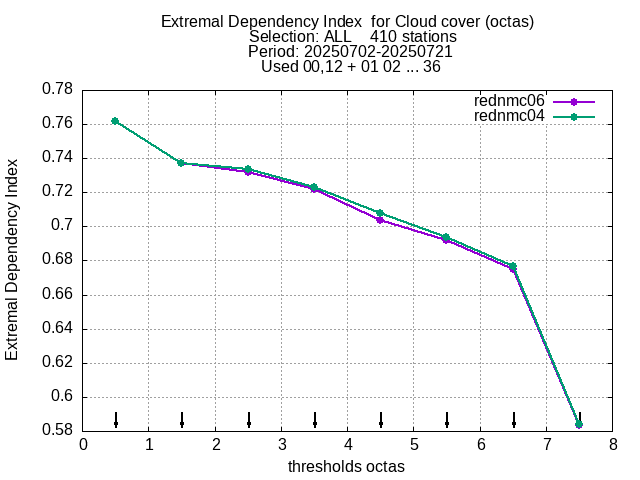 Extremal Dependency Index  for Cloud cover (octas)
Selection: ALL    410 stations
Period: 20250702-20250721
Used 00,12 + 01 02 ... 36
rednmc06
rednmc04
Extremal Dependency Index
0.78
0.76
0.74
0.72
0.7
0.68
0.66
0.64
0.62
0.6
0.58
0 1 2 3 4 5 6 7 8
thresholds octas